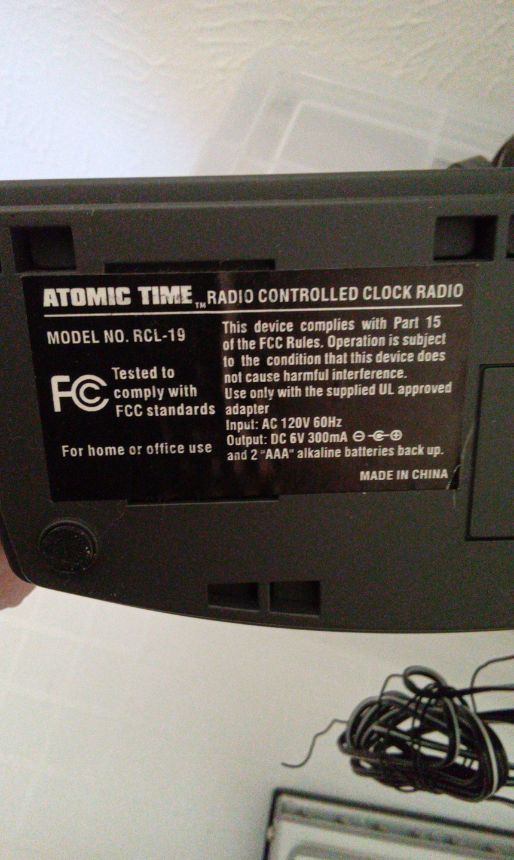 ATOMIC TIME™ RADIO CONTROLLED CLOCK RADIO
MODEL NO. RCL-19
FC
Tested to
comply with
FCC standards
For home or office use
This device complies with Part 15
of the FCC Rules. Operation is subject
to the condition that this device does
not cause harmful interference.
Use only with the supplied UL approved
adapter
Input: AC 120V 60Hz
Output: DC 6V 300mA
and 2 "AAA" alkaline batteries back up.
MADE IN CHINA